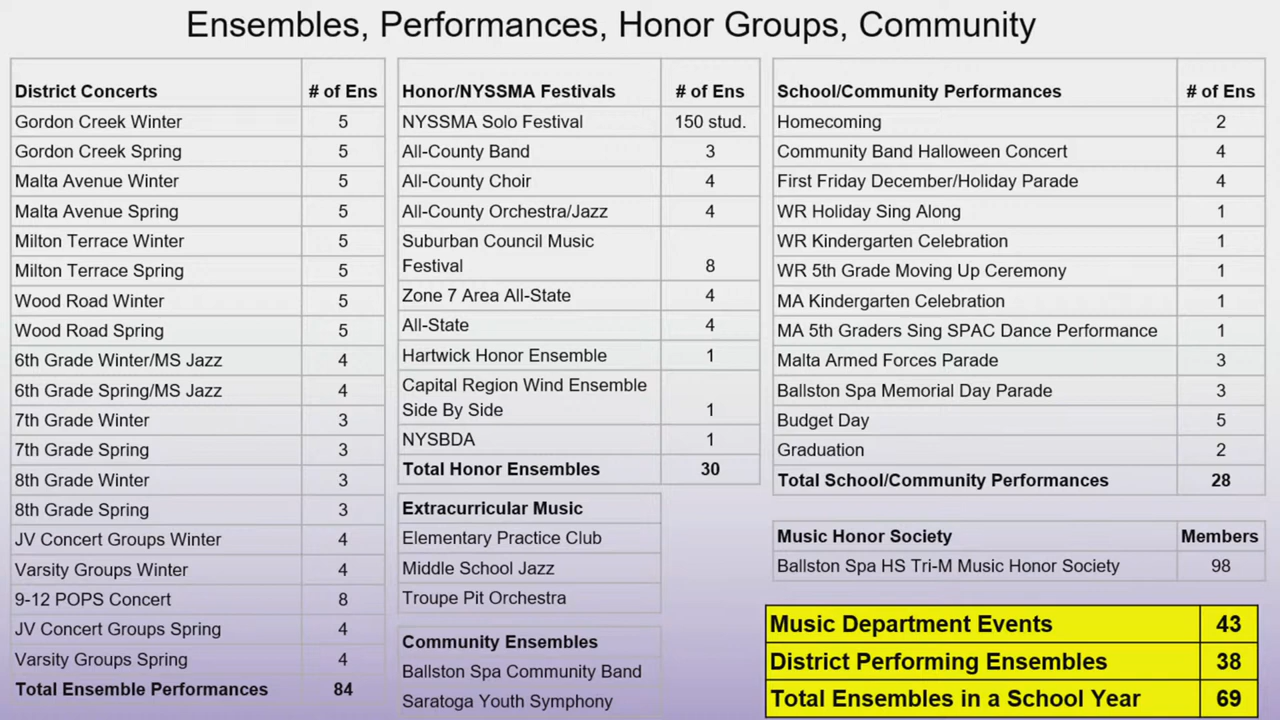 Ensembles, Performances, Honor Groups, Community
District Concerts # of Ens
Gordon Creek Winter 5
Gordon Creek Spring 5
Malta Avenue Winter 5
Malta Avenue Spring 5
Milton Terrace Winter 5
Milton Terrace Spring 5
Wood Road Winter 5
Wood Road Spring 5
6th Grade Winter/MS Jazz 4
6th Grade Spring/MS Jazz 4
7th Grade Winter 3
7th Grade Spring 3
8th Grade Winter 3
8th Grade Spring 3
JV Concert Groups Winter 4
Varsity Groups Winter 4
9-12 POPS Concert 8
JV Concert Groups Spring 4
Varsity Groups Spring 4
Total Ensemble Performances 84
Honor/NYSSMA Festivals # of Ens
NYSSMA Solo Festival 150 stud.
All-County Band 3
All-County Choir 4
All-County Orchestra/Jazz 4
Suburban Council Music
Festival 8
Zone 7 Area All-State 4
All-State 4
Hartwick Honor Ensemble 1
Capital Region Wind Ensemble
Side By Side 1
NYSBDA 1
Total Honor Ensembles 30
Extracurricular Music
Elementary Practice Club
Middle School Jazz
Troupe Pit Orchestra
Community Ensembles
Ballston Spa Community Band
Saratoga Youth Symphony
School/Community Performances # of Ens
Homecoming 2
Community Band Halloween Concert 4
First Friday December/Holiday Parade 4
WR Holiday Sing Along 1
WR Kindergarten Celebration 1
WR 5th Grade Moving Up Ceremony 1
MA Kindergarten Celebration 1
MA 5th Graders Sing SPAC Dance Performance 1
Malta Armed Forces Parade 3
Ballston Spa Memorial Day Parade 3
Budget Day 5
Graduation 2
Total School/Community Performances 28
Music Honor Society Members
Ballston Spa HS Tri-M Music Honor Society 98
Music Department Events 43
District Performing Ensembles 38
Total Ensembles in a School Year 69